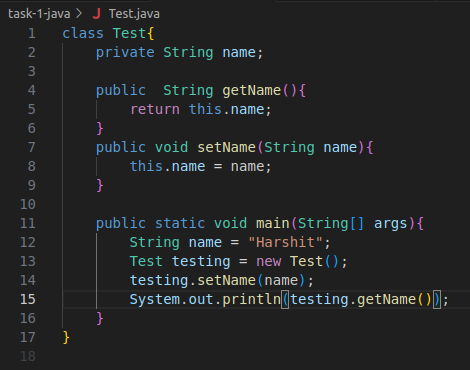 task-1-java > J Test.java
1 class Test{
2     private String name;
3
4     public  String getName(){
5         return this.name;
6     }
7     public void setName(String name){
8         this.name = name;
9     }
10
11     public static void main(String[] args){
12         String name = "Harshit";
13         Test testing = new Test();
14         testing.setName(name);
15         System.out.println(testing.getName());
16     }
17 }
18